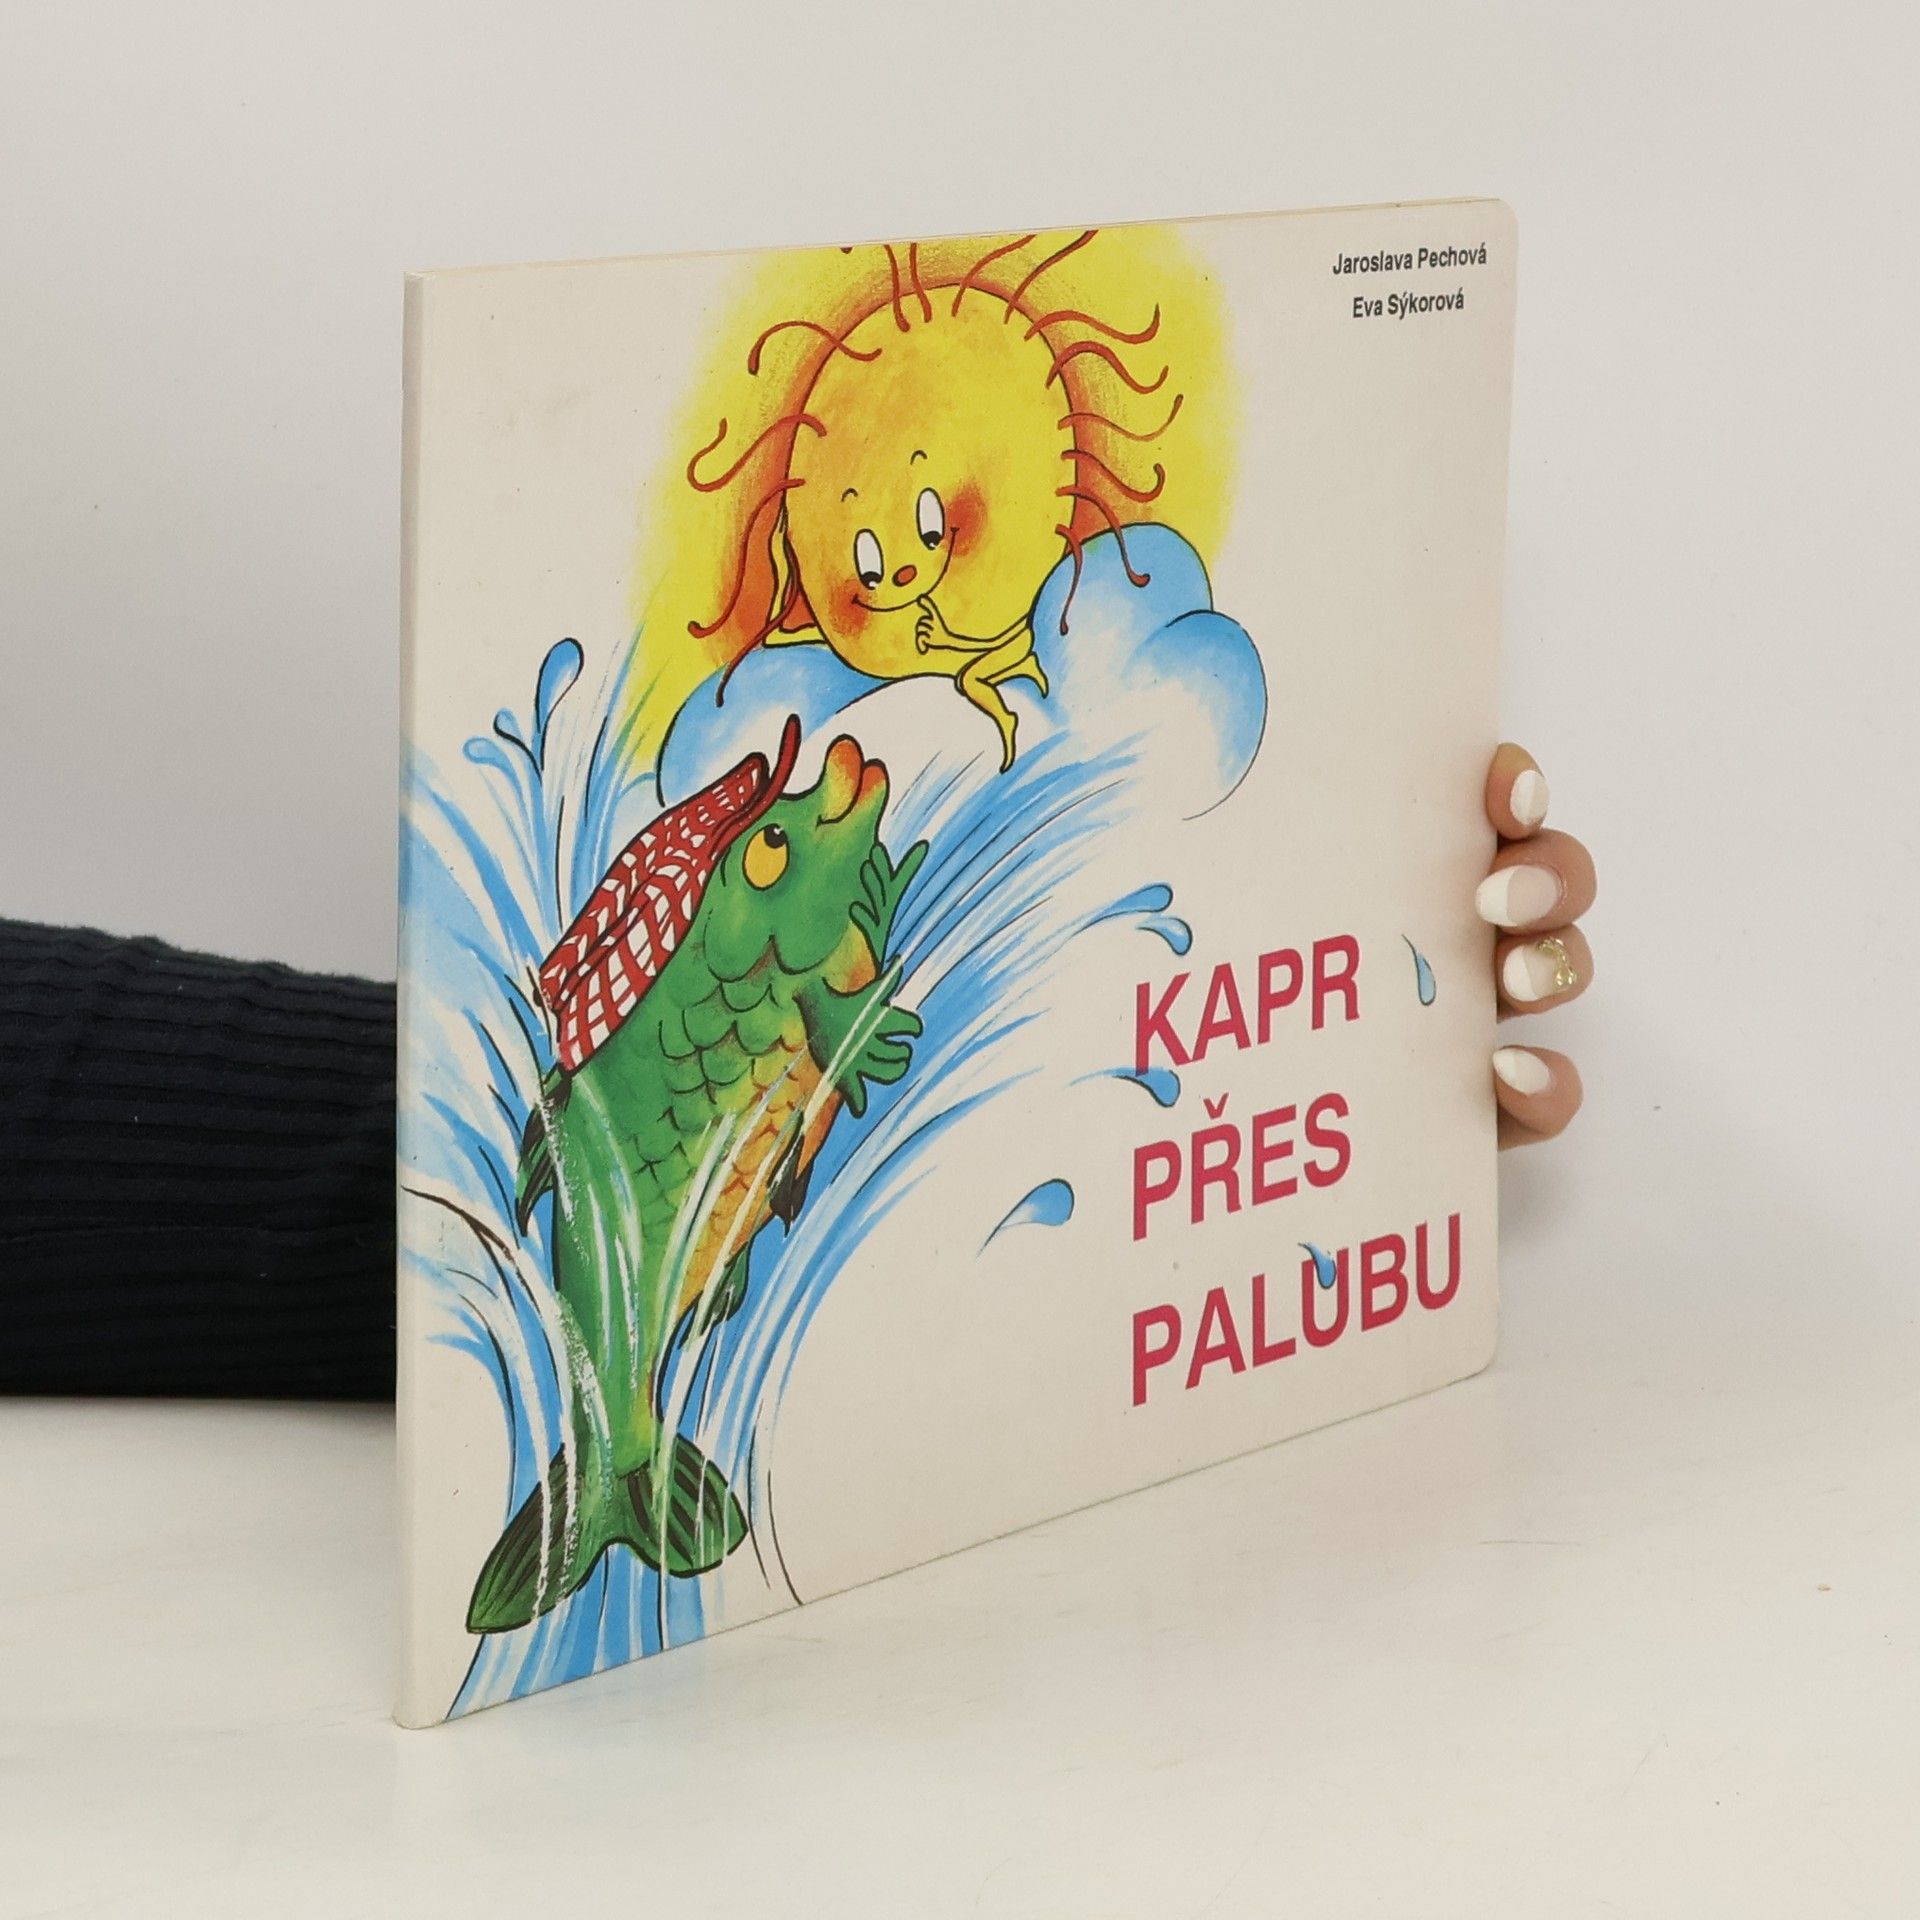 Jaroslava Pechová
Eva Sýkorová
KAPR
PŘES
PALUBU